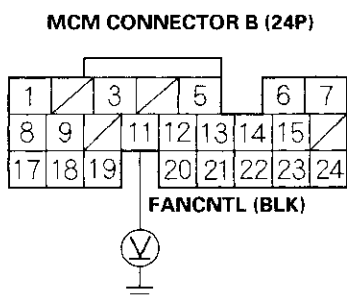 MCM CONNECTOR B (24P)
1 3 5 6 7
8 9 11 12 13 14 15
17 18 19 20 21 22 23 24
FANCNTL (BLK)
V